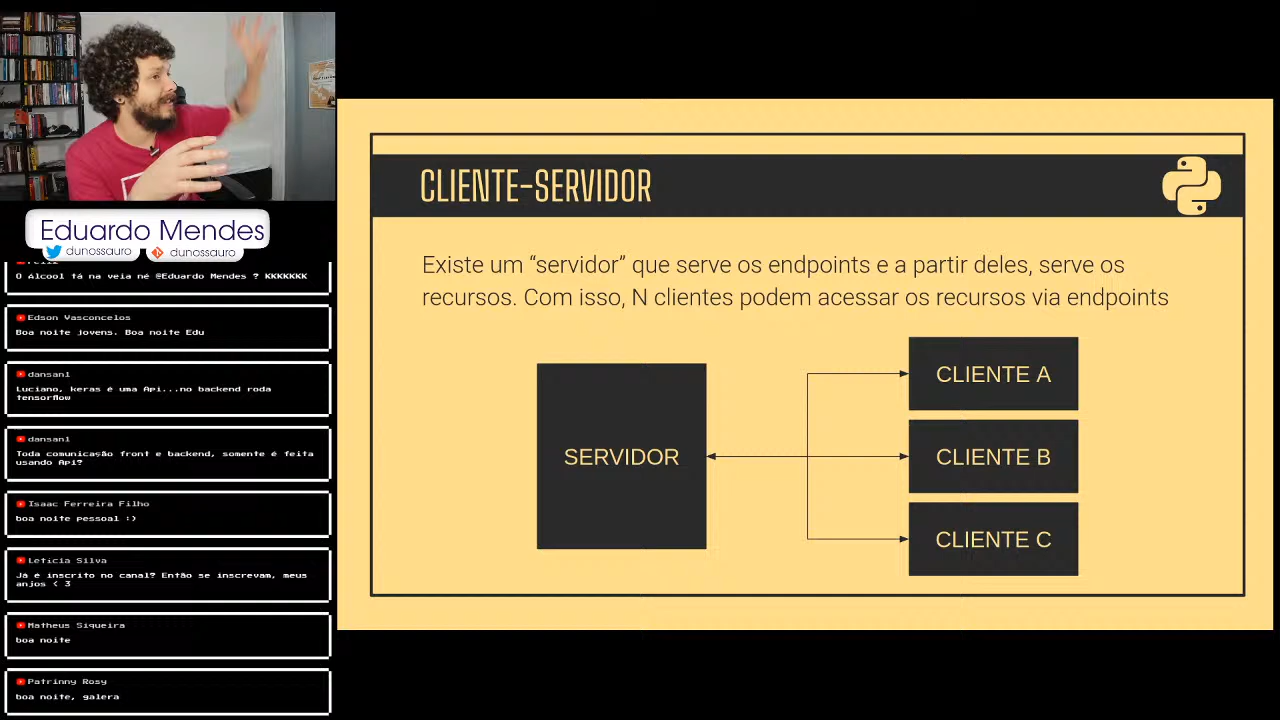 Eduardo Mendes
dunossauro
dunossauro
O Alcool tá na veia né @Eduardo Mendes ? KKKKKKK
Edson Vasconcelos
Boa noite jovens. Boa noite Edu
dansanl
Luciano, keras é uma Api...no backend roda
tensorflow
dansanl
Toda comunicação front e backend, somente é feita
usando Api?
Isaac Ferreira Filho
boa noite pessoal :)
Leticia Silva
Já é inscrito no canal? Então se inscrevam, meus
anjos < 3
Matheus Siqueira
boa noite
Patrinny Rosy
boa noite, galera
CLIENTE-SERVIDOR
Existe um “servidor” que serve os endpoints e a partir deles, serve os
recursos. Com isso, N clientes podem acessar os recursos via endpoints
SERVIDOR
CLIENTE A
CLIENTE B
CLIENTE C